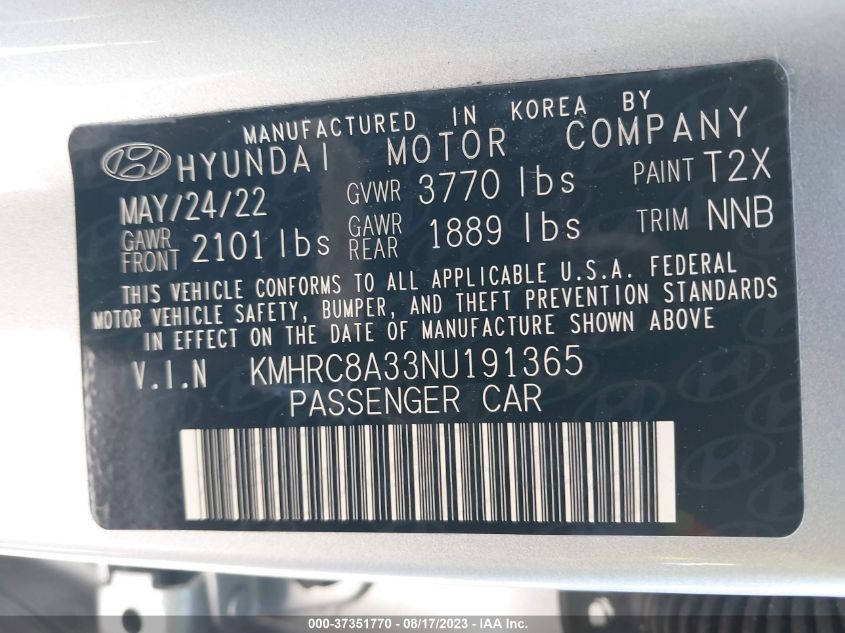 MANUFACTURED IN KOREA BY
HYUNDAI MOTOR COMPANY
MAY/24/22 GVWR 3770 lbs PAINT T2X
GAWR FRONT 2101 lbs GAWR REAR 1889 lbs TRIM NNB
THIS VEHICLE CONFORMS TO ALL APPLICABLE U.S.A. FEDERAL
MOTOR VEHICLE SAFETY, BUMPER, AND THEFT PREVENTION STANDARDS
IN EFFECT ON THE DATE OF MANUFACTURE SHOWN ABOVE
V.I.N KMHRC8A33NU191365
PASSENGER CAR
000-37351770 - 08/17/2023 - IAA Inc.